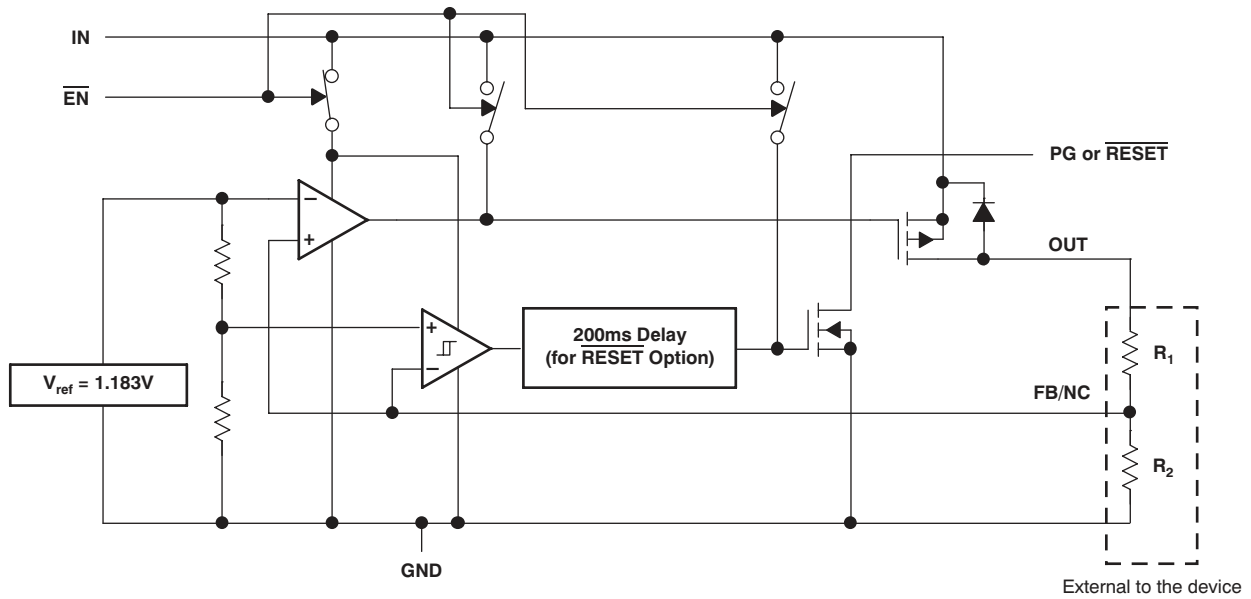 IN
EN
PG or RESET
OUT
−
+
+
−
200ms Delay
(for RESET Option)
R1
Vref = 1.183V
FB/NC
R2
GND
External to the device